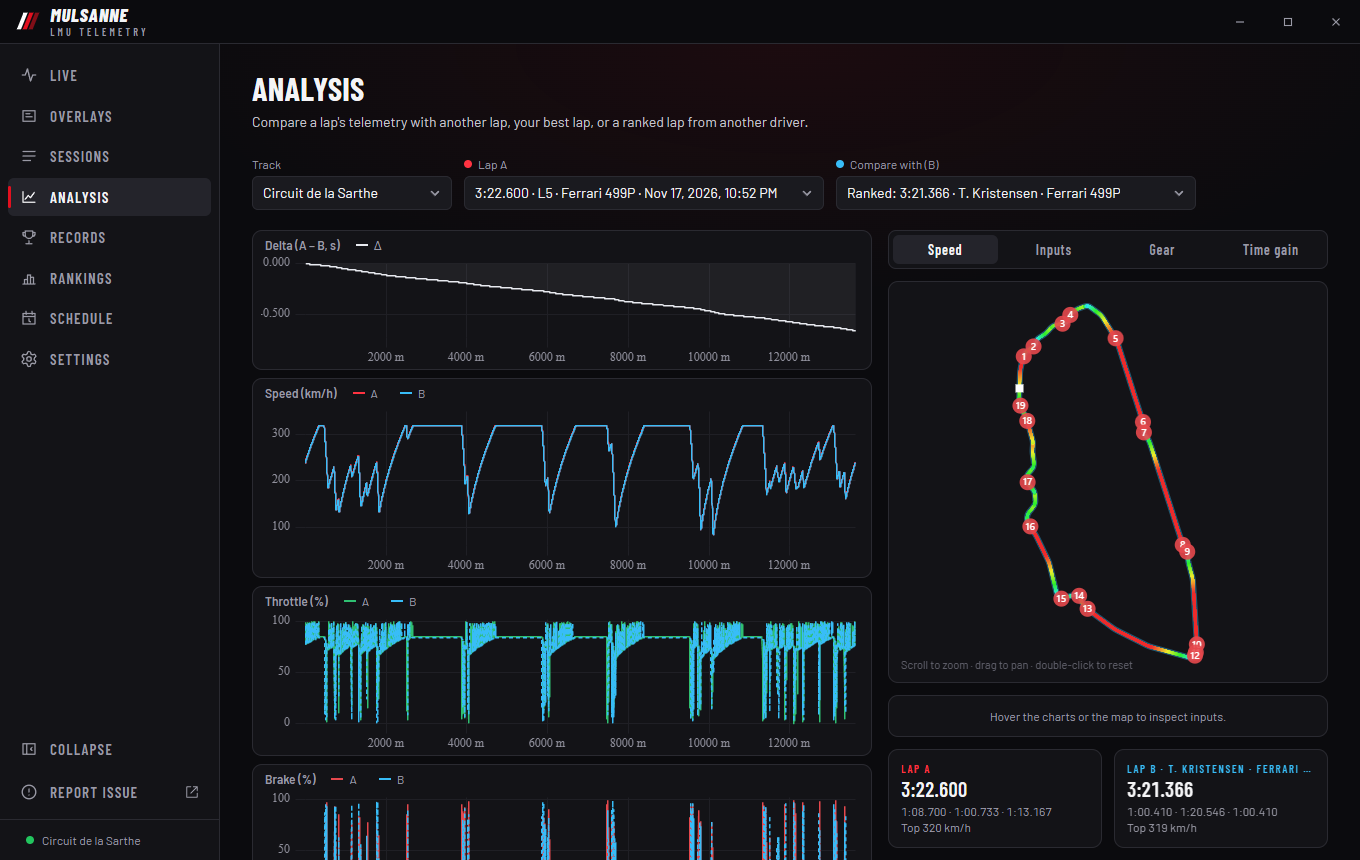 MULSANNE
LMU TELEMETRY
LIVE
OVERLAYS
SESSIONS
ANALYSIS
RECORDS
RANKINGS
SCHEDULE
SETTINGS
COLLAPSE
REPORT ISSUE
Circuit de la Sarthe
ANALYSIS
Compare a lap's telemetry with another lap, your best lap, or a ranked lap from another driver.
Track
Lap A
Compare with (B)
Circuit de la Sarthe
3:22.600 · L5 · Ferrari 499P · Nov 17, 2026, 10:52 PM
Ranked: 3:21.366 · T. Kristensen · Ferrari 499P
Delta (A – B, s) Δ
0.000
-0.500
2000 m 4000 m 6000 m 8000 m 10000 m 12000 m
Speed (km/h) A B
300
200
100
2000 m 4000 m 6000 m 8000 m 10000 m 12000 m
Throttle (%) A B
100
50
0
2000 m 4000 m 6000 m 8000 m 10000 m 12000 m
Brake (%) A B
100
50
Speed Inputs Gear Time gain
4
3
5
2
1
19
18
6
7
17
16
9
15
14
13
12
Scroll to zoom · drag to pan · double-click to reset
Hover the charts or the map to inspect inputs.
LAP A
3:22.600
1:08.700 · 1:00.733 · 1:13.167
Top 320 km/h
LAP B · T. KRISTENSEN · FERRARI ...
3:21.366
1:00.410 · 1:20.546 · 1:00.410
Top 319 km/h